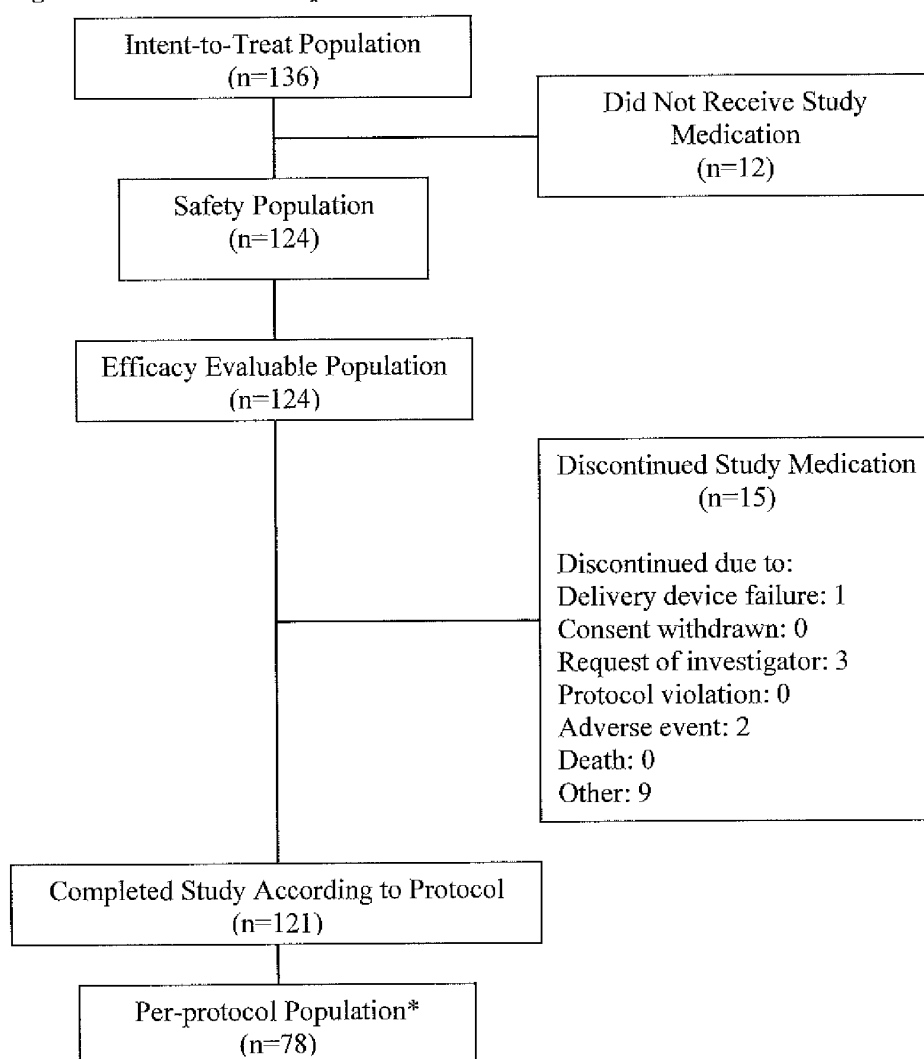 Intent-to-Treat Population
(n=136)
Did Not Receive Study
Medication
(n=12)
Safety Population
(n=124)
Efficacy Evaluable Population
(n=124)
Discontinued Study Medication
(n=15)
Discontinued due to:
Delivery device failure: 1
Consent withdrawn: 0
Request of investigator: 3
Protocol violation: 0
Adverse event: 2
Death: 0
Other: 9
Completed Study According to Protocol
(n=121)
Per-protocol Population*
(n=78)